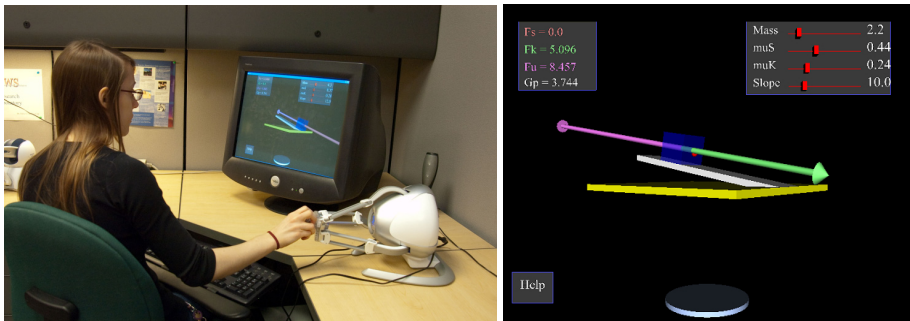 Fs = 0.0
Fk = 5.096
Fu = 8.457
Gp = 3.744
Mass 2.2
muS 0.44
muK 0.24
Slope 10.0
Help